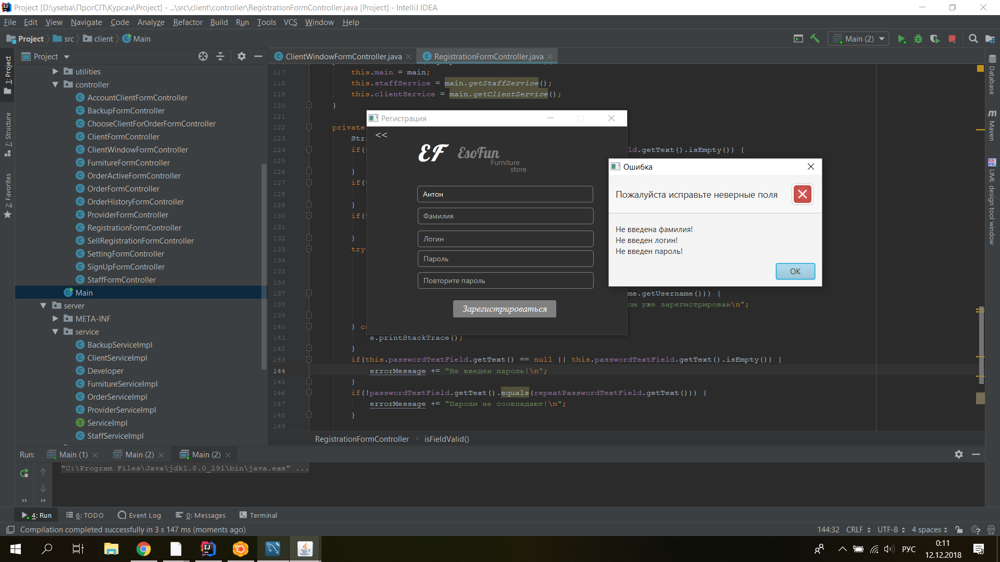 Project [D:\yseba\ПрогСП\Курсач\Project] - ...\src\client\controller\RegistrationFormController.java [Project] - IntelliJ IDEA
File Edit View Navigate Code Analyze Refactor Build Run Tools VCS Window Help
Project src client Main
Main (2)
1: Project
7: Structure
2: Favorites
Project
utilities
controller
AccountClientFormController
BackupFormController
ChooseClientForOrderFormController
ClientFormController
ClientWindowFormController
FurnitureFormController
OrderActiveFormController
OrderFormController
OrderHistoryFormController
ProviderFormController
RegistrationFormController
SellRegistrationFormController
SettingFormController
SignUpFormController
StaffFormController
Main
server
META-INF
service
BackupServiceImpl
ClientServiceImpl
Developer
FurnitureServiceImpl
OrderServiceImpl
ProviderServiceImpl
ServiceImpl
StaffServiceImpl
ClientWindowFormController.java
RegistrationFormController.java
117 this.main = main;
118 this.staffService = main.getStaffService();
119 this.clientService = main.getClientService();
120 }
121
122 private
123 Stri
124 if( ld.getText().isEmpty()) {
125
126 }
127 if(
128
129 }
130 if(
131
132 }
133 try
134
135
136
137 me.getUsername())) {
138 ом уже зарегистрирован\n";
139
140 } ca
141 e.printStackTrace();
142 }
143 if(this.passwordTextField.getText() == null || this.passwordTextField.getText().isEmpty()) {
144 errorMessage += "Не введен пароль!\n";
145 }
146 if(!passwordTextField.getText().equals(repeatPasswordTextField.getText())) {
147 errorMessage += "Пароли не соовпадают!\n";
148 }
149
RegistrationFormController isFieldValid()
Регистрация
<<
EF EsoFun
Furniture
store
Антон
Фамилия
Логин
Пароль
Повторите пароль
Зарегистрироваться
Ошибка
Пожалуйста исправьте неверные поля
Не введена фамилия!
Не введен логин!
Не введен пароль!
OK
Database
Maven
UML design tool window
Run: Main (1) Main (2) Main (2)
"C:\Program Files\Java\jdk1.8.0_191\bin\java.exe" ...
4: Run 6: TODO Event Log 0: Messages Terminal
Compilation completed successfully in 3 s 147 ms (moments ago)
144:32 CRLF UTF-8 4 spaces
РУС
0:11
12.12.2018